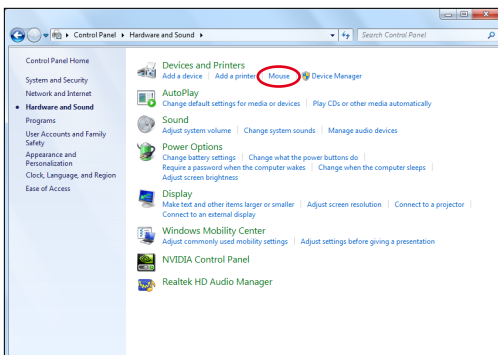 Control Panel
Hardware and Sound
Search Control Panel
Control Panel Home
System and Security
Network and Internet
Hardware and Sound
Programs
User Accounts and Family
Safety
Appearance and
Personalization
Clock, Language, and Region
Ease of Access
Devices and Printers
Add a device
Add a printer
Mouse
Device Manager
AutoPlay
Change default settings for media or devices
Play CDs or other media automatically
Sound
Adjust system volume
Change system sounds
Manage audio devices
Power Options
Change battery settings
Change what the power buttons do
Require a password when the computer wakes
Change when the computer sleeps
Adjust screen brightness
Display
Make text and other items larger or smaller
Adjust screen resolution
Connect to a projector
Connect to an external display
Windows Mobility Center
Adjust commonly used mobility settings
Adjust settings before giving a presentation
NVIDIA Control Panel
Realtek HD Audio Manager